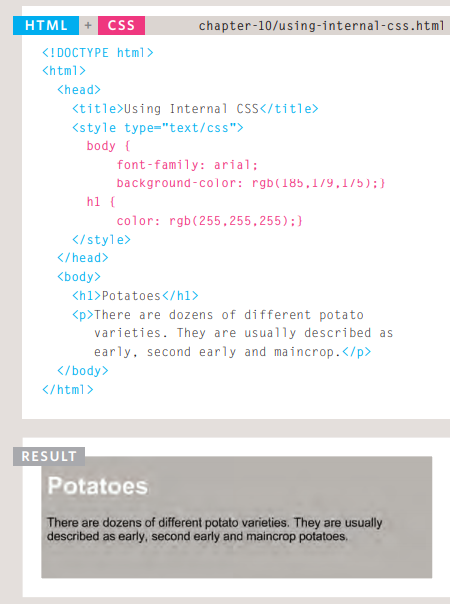 HTML + CSS chapter-10/using-internal-css.html
<!DOCTYPE html>
<html>
<head>
<title>Using Internal CSS</title>
<style type="text/css">
body {
font-family: arial;
background-color: rgb(185,179,175);}
h1 {
color: rgb(255,255,255);}
</style>
</head>
<body>
<h1>Potatoes</h1>
<p>There are dozens of different potato
varieties. They are usually described as
early, second early and maincrop.</p>
</body>
</html>
RESULT
Potatoes
There are dozens of different potato varieties. They are usually
described as early, second early and maincrop potatoes.